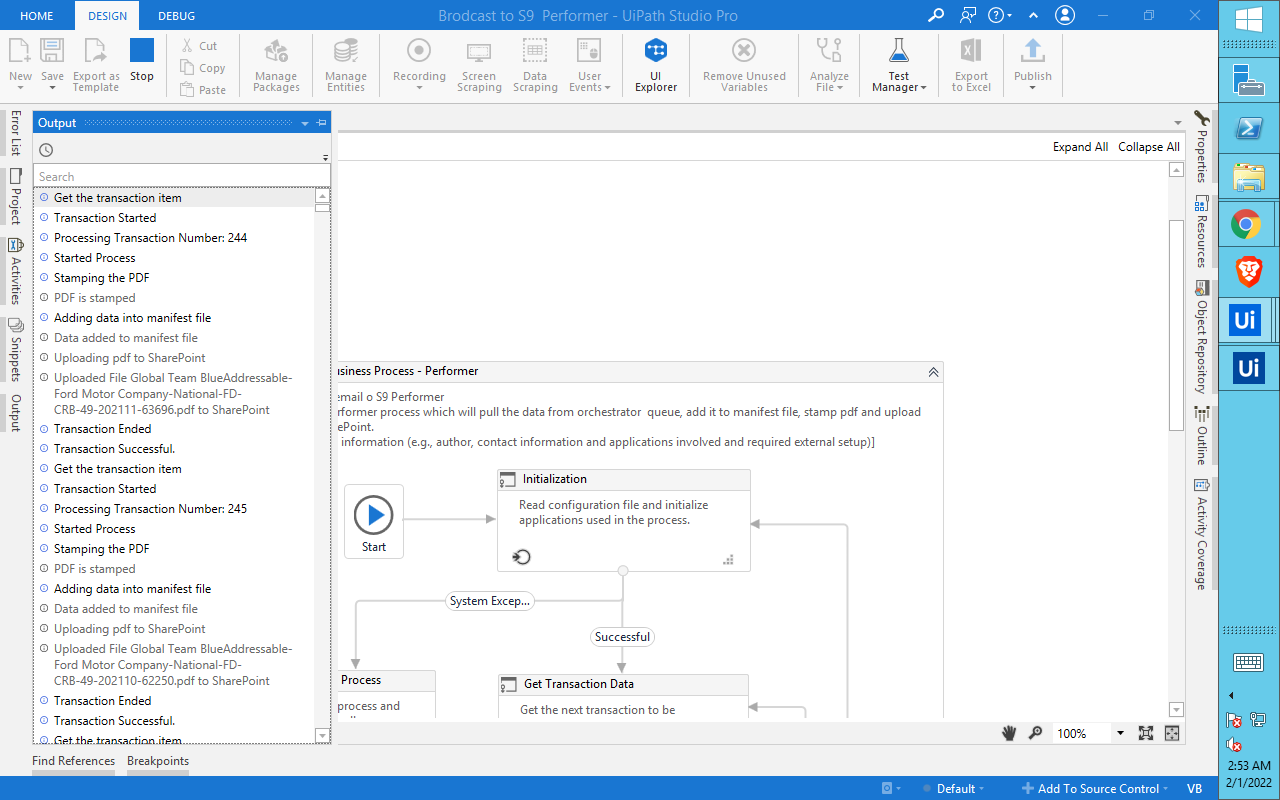 HOME DESIGN DEBUG Brodcast to S9 Performer - UiPath Studio Pro
New Save Export as Template Stop
Cut
Copy
Paste
Manage Packages
Manage Entities
Recording
Screen Scraping
Data Scraping
User Events
UI Explorer
Remove Unused Variables
Analyze File
Test Manager
Export to Excel
Publish
Error List
Project
Activities
Snippets
Output
Output
Search
Get the transaction item
Transaction Started
Processing Transaction Number: 244
Started Process
Stamping the PDF
PDF is stamped
Adding data into manifest file
Data added to manifest file
Uploading pdf to SharePoint
Uploaded File Global Team BlueAddressable-
Ford Motor Company-National-FD-
CRB-49-202111-63696.pdf to SharePoint
Transaction Ended
Transaction Successful.
Get the transaction item
Transaction Started
Processing Transaction Number: 245
Started Process
Stamping the PDF
PDF is stamped
Adding data into manifest file
Data added to manifest file
Uploading pdf to SharePoint
Uploaded File Global Team BlueAddressable-
Ford Motor Company-National-FD-
CRB-49-202110-62250.pdf to SharePoint
Transaction Ended
Transaction Successful.
Get the transaction item
Find References Breakpoints
Expand All Collapse All
usiness Process - Performer
email o S9 Performer
rformer process which will pull the data from orchestrator queue, add it to manifest file, stamp pdf and upload
ePoint.
information (e.g., author, contact information and applications involved and required external setup)]
Start
Initialization
Read configuration file and initialize
applications used in the process.
System Excep...
Successful
Process
process and
Get Transaction Data
Get the next transaction to be
100%
Properties
Resources
Object Repository
Outline
Activity Coverage
Default Add To Source Control VB
Ui
Ui
2:53 AM
2/1/2022